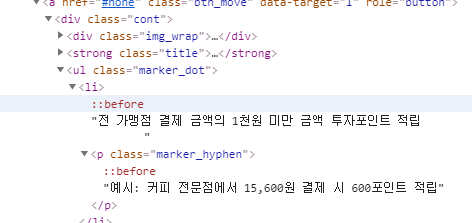 <a href="#none" class="btn_move" data-target="1" role="button">
▼<div class="cont">
▶<div class="img_wrap">…</div>
▶<strong class="title">…</strong>
▼<ul class="marker_dot">
▼<li>
::before
"전 가맹점 결제 금액의 1천원 미만 금액 투자포인트 적립
"
▼<p class="marker_hyphen">
::before
"예시: 커피 전문점에서 15,600원 결제 시 600포인트 적립"
</p>
</li>